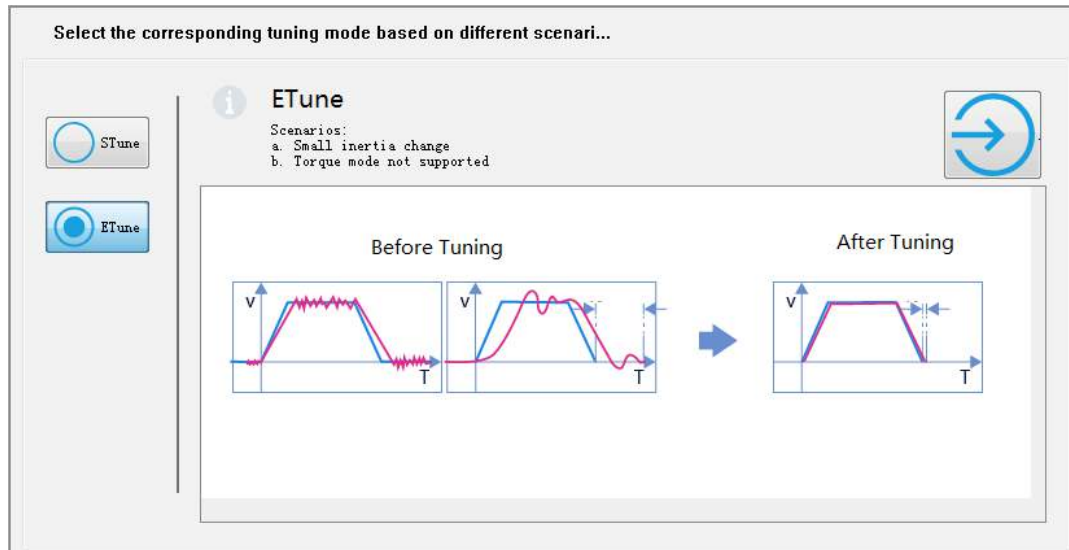 Select the corresponding tuning mode based on different scenari...
STune
ETune
ETune
Scenarios:
a. Small inertia change
b. Torque mode not supported
Before Tuning
After Tuning
V
T
V
T
V
T